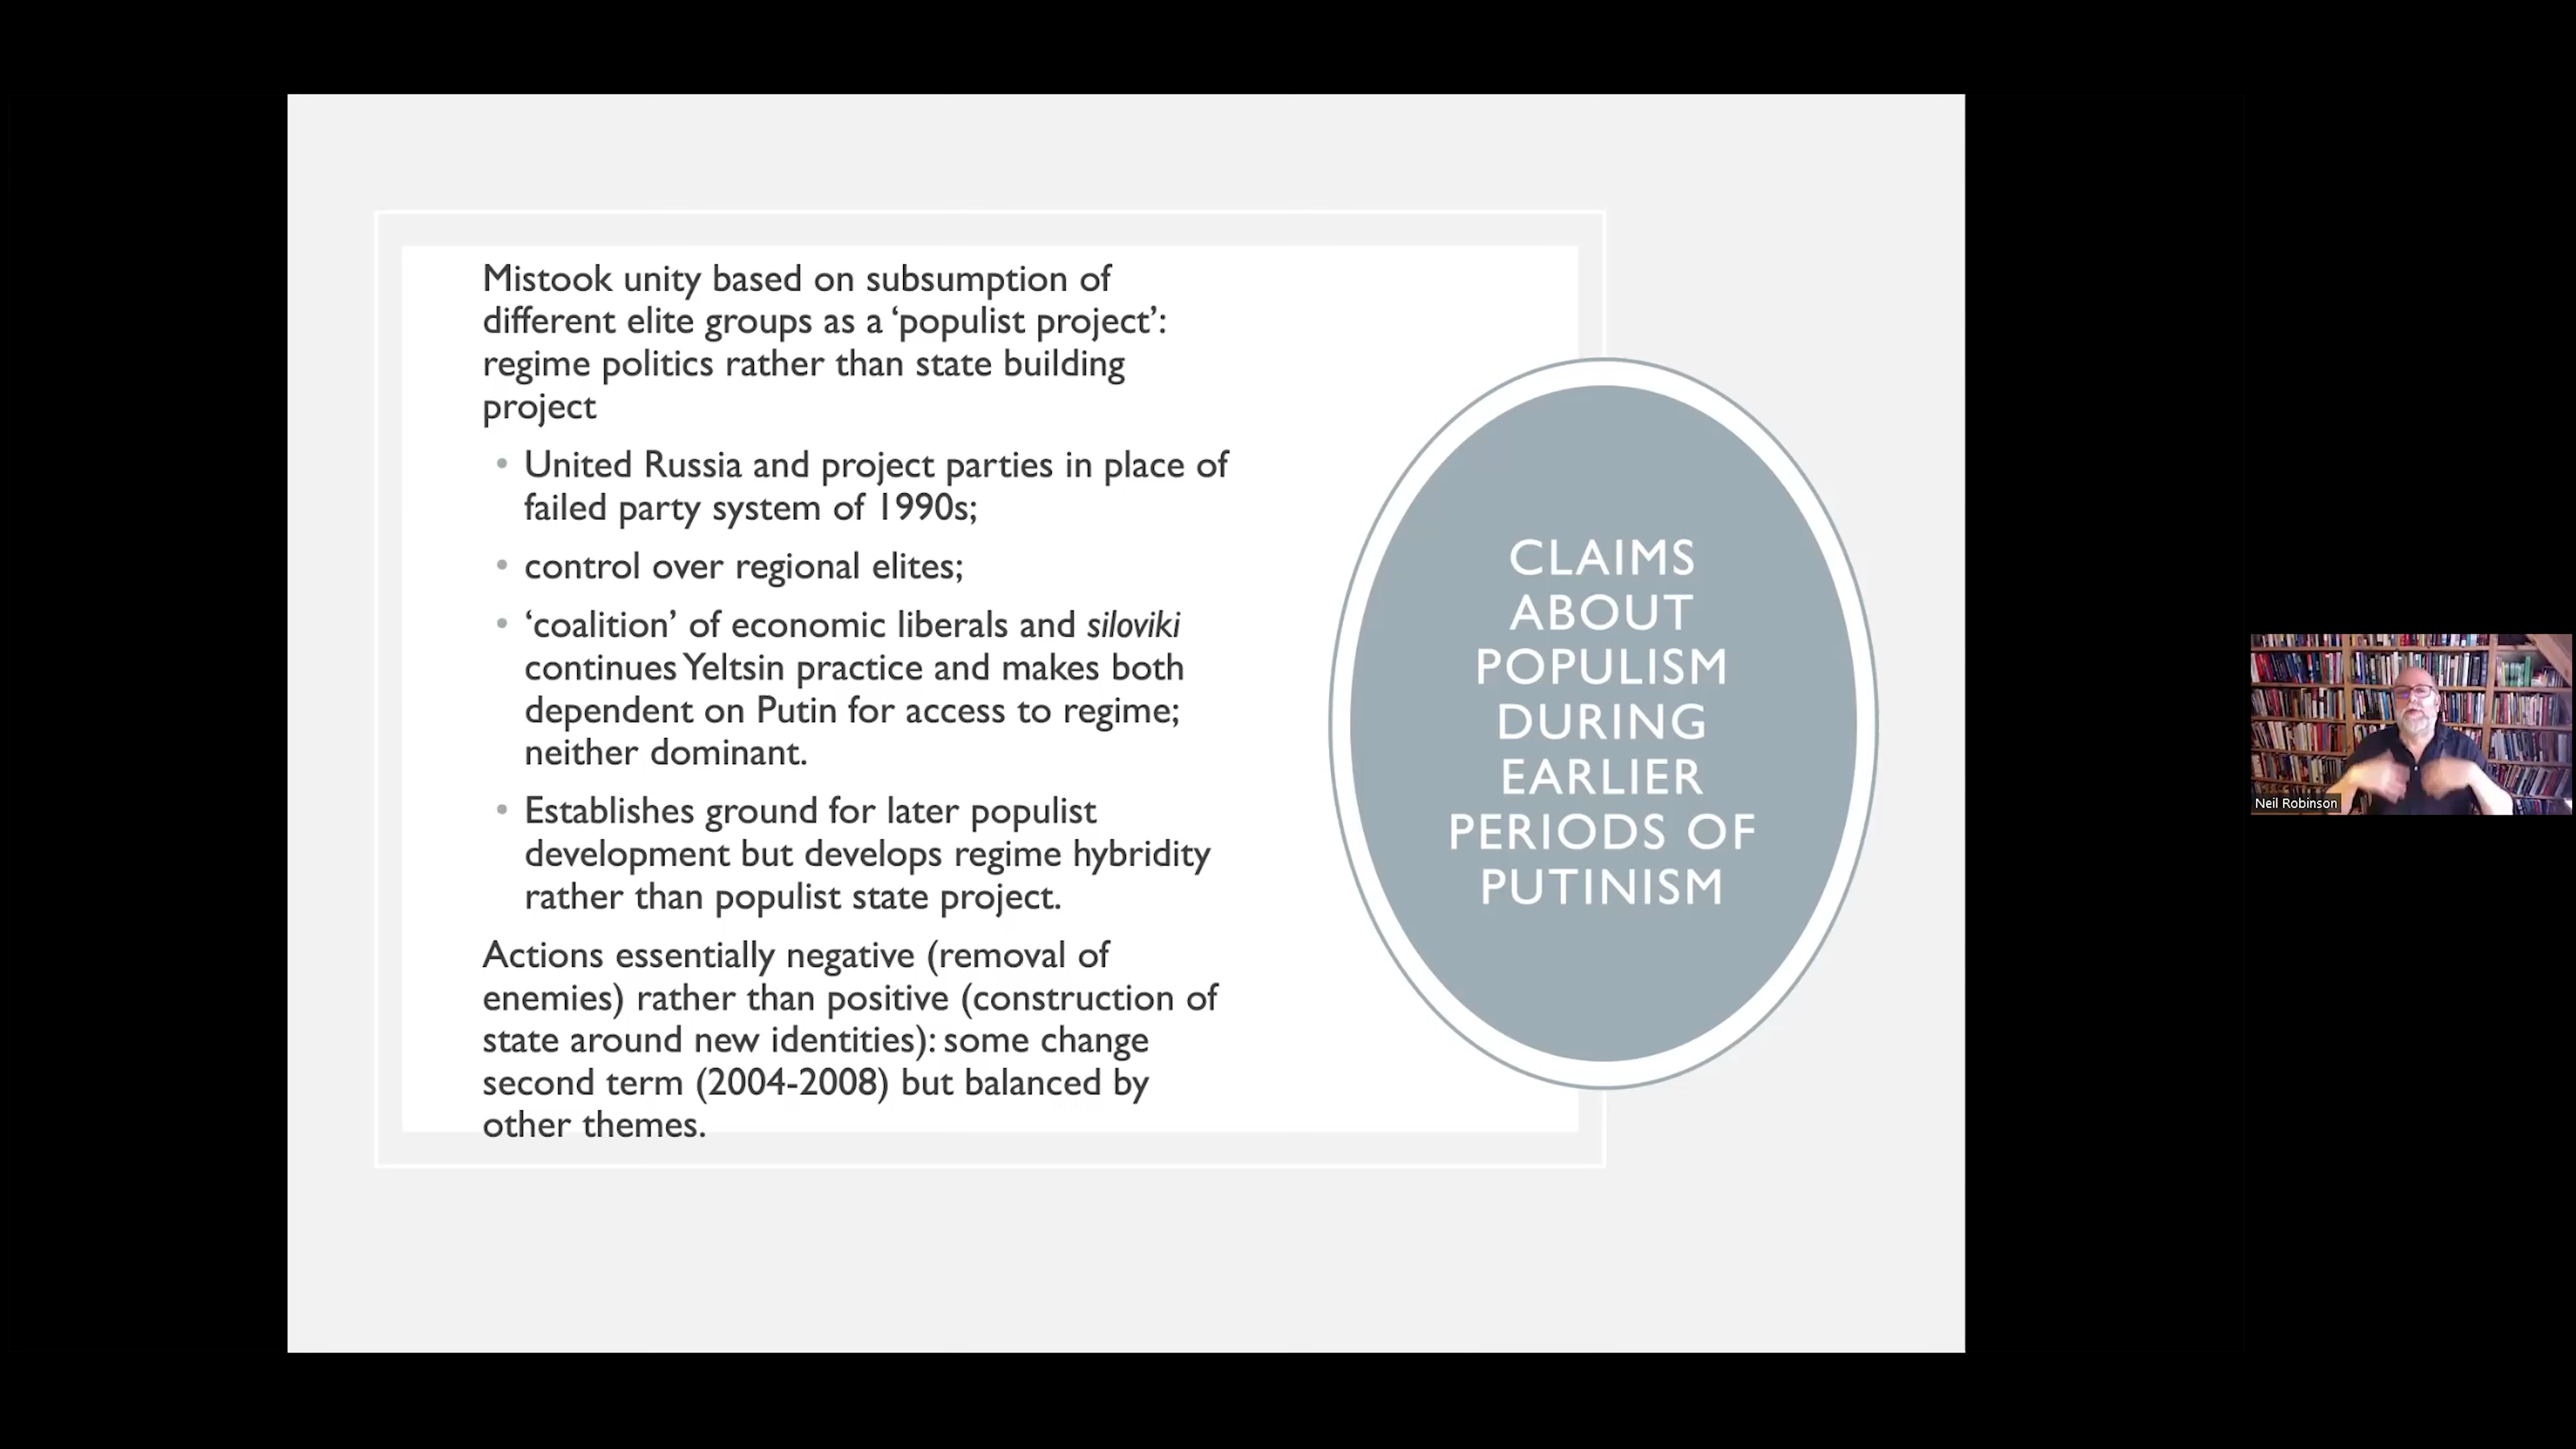 Mistook unity based on subsumption of
different elite groups as a ‘populist project’:
regime politics rather than state building
project
• United Russia and project parties in place of
failed party system of 1990s;
• control over regional elites;
• ‘coalition’ of economic liberals and siloviki
continues Yeltsin practice and makes both
dependent on Putin for access to regime;
neither dominant.
• Establishes ground for later populist
development but develops regime hybridity
rather than populist state project.
Actions essentially negative (removal of
enemies) rather than positive (construction of
state around new identities): some change
second term (2004-2008) but balanced by
other themes.
CLAIMS
ABOUT
POPULISM
DURING
EARLIER
PERIODS OF
PUTINISM
Neil Robinson